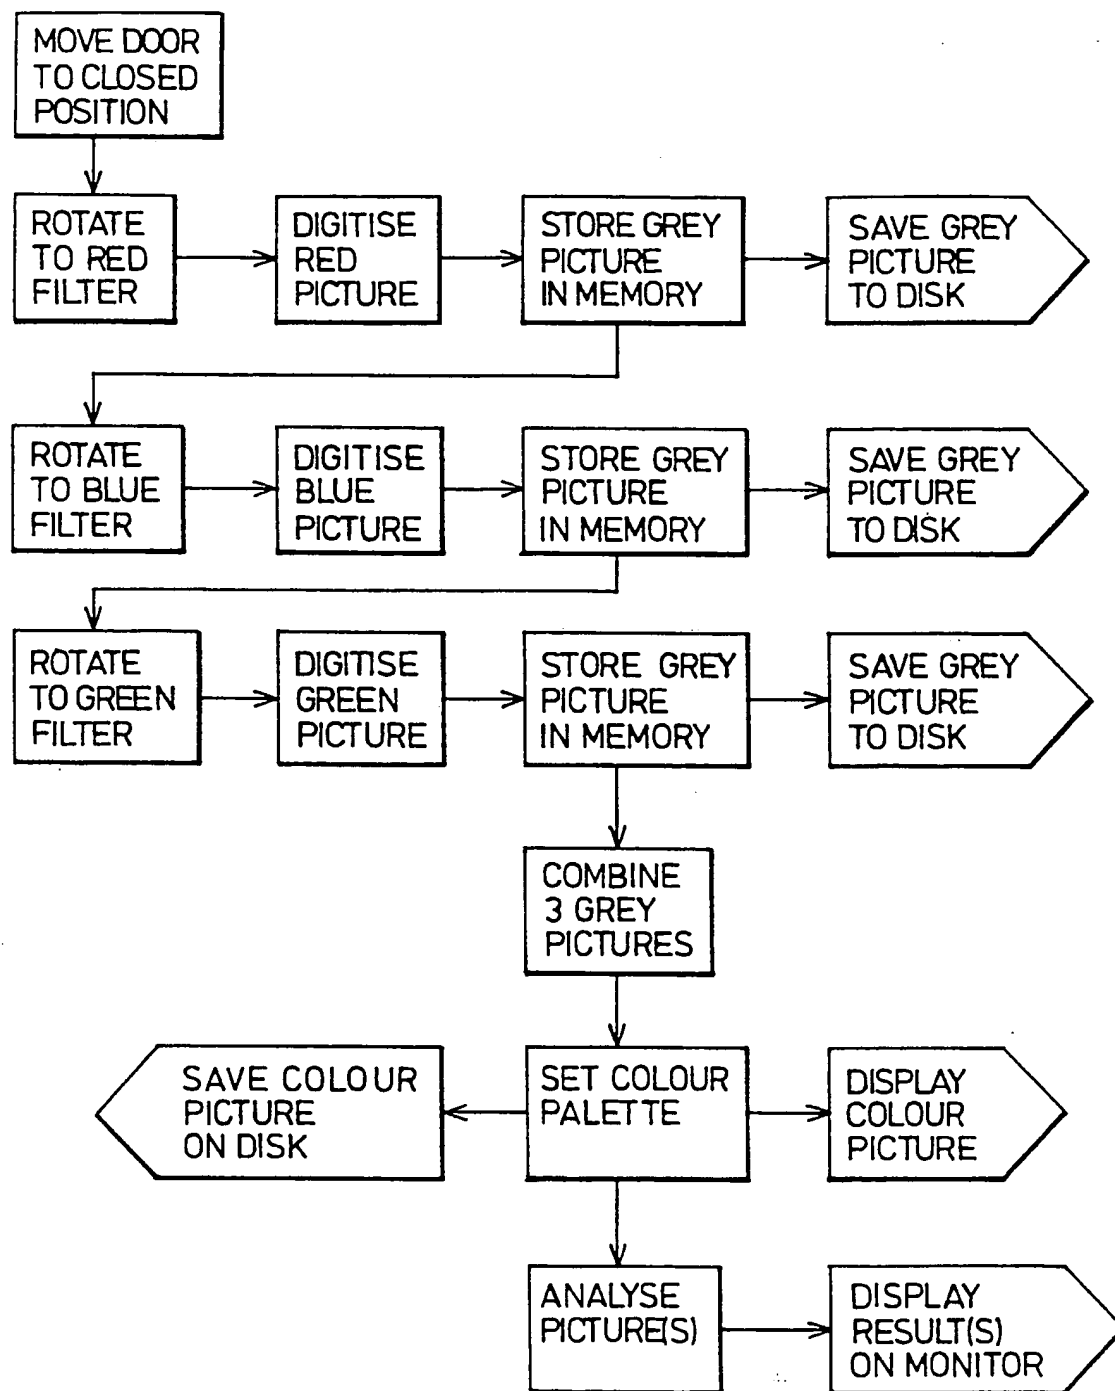 MOVE DOOR
TO CLOSED
POSITION
ROTATE
TO RED
FILTER
DIGITISE
RED
PICTURE
STORE GREY
PICTURE
IN MEMORY
SAVE GREY
PICTURE
TO DISK
ROTATE
TO BLUE
FILTER
DIGITISE
BLUE
PICTURE
STORE GREY
PICTURE
IN MEMORY
SAVE GREY
PICTURE
TO DISK
ROTATE
TO GREEN
FILTER
DIGITISE
GREEN
PICTURE
STORE GREY
PICTURE
IN MEMORY
SAVE GREY
PICTURE
TO DISK
COMBINE
3 GREY
PICTURES
SAVE COLOUR
PICTURE
ON DISK
SET COLOUR
PALETTE
DISPLAY
COLOUR
PICTURE
ANALYSE
PICTURE(S)
DISPLAY
RESULT(S)
ON MONITOR